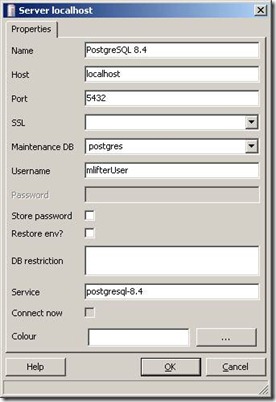 Server localhost
Properties
Name PostgreSQL 8.4
Host localhost
Port 5432
SSL
Maintenance DB postgres
Username mlifterUser
Password
Store password
Restore env?
DB restriction
Service postgresql-8.4
Connect now
Colour ...
Help OK Cancel